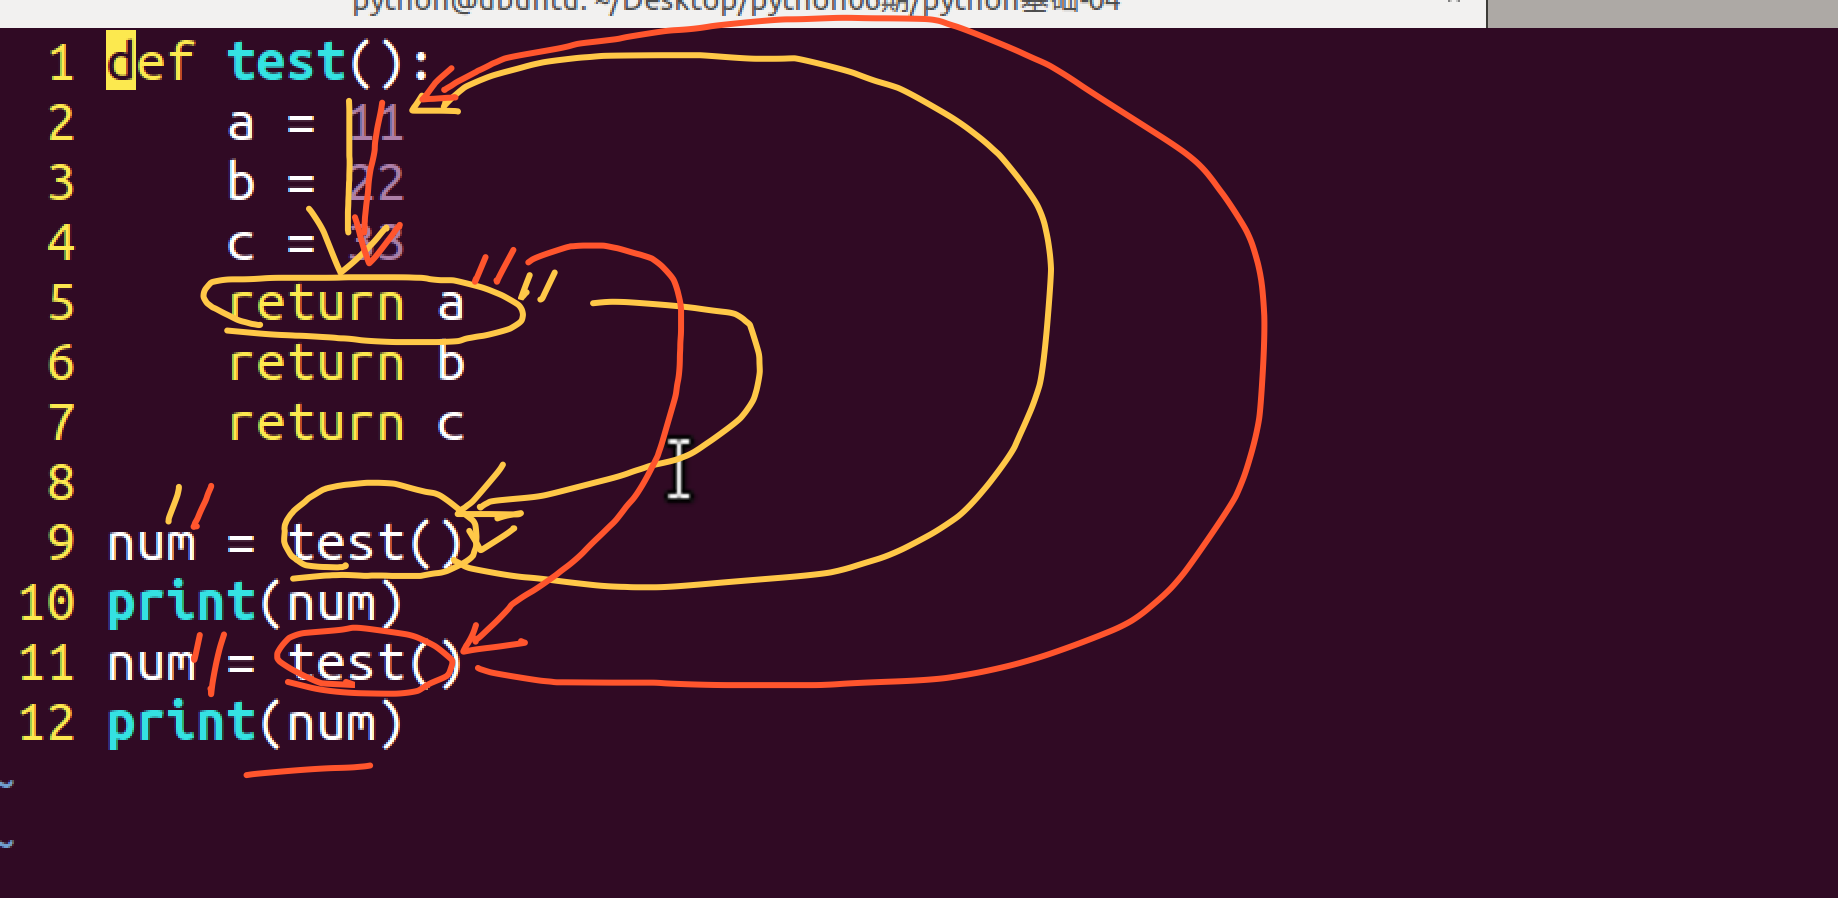 python@ubuntu: ~/Desktop/python06期/python基础-04
1 def test():
2     a = 11
3     b = 22
4     c = 33
5     return a
6     return b
7     return c
8
9 num = test()
10 print(num)
11 num = test()
12 print(num)
~
~